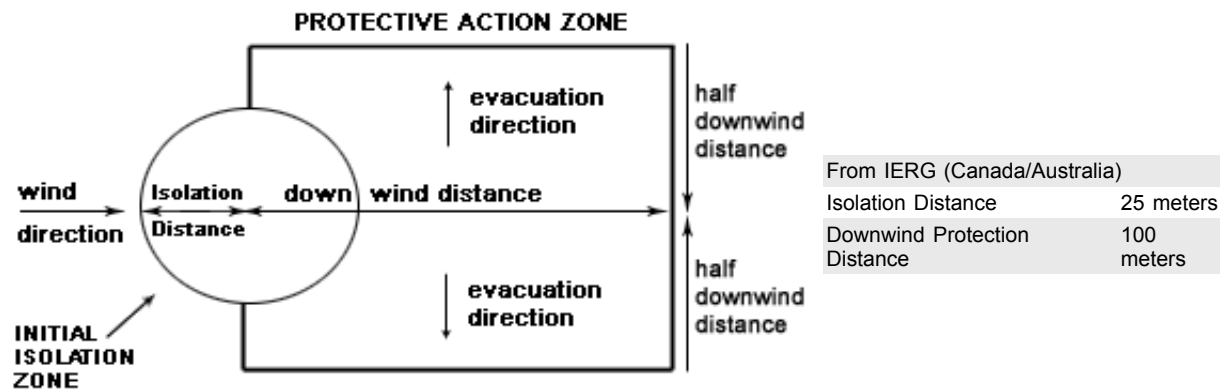 PROTECTIVE ACTION ZONE
evacuation
direction
half
downwind
distance
wind
direction
Isolation
Distance
down wind distance
evacuation
direction
half
downwind
distance
INITIAL
ISOLATION
ZONE
From IERG (Canada/Australia)
Isolation Distance 25 meters
Downwind Protection 100
Distance meters